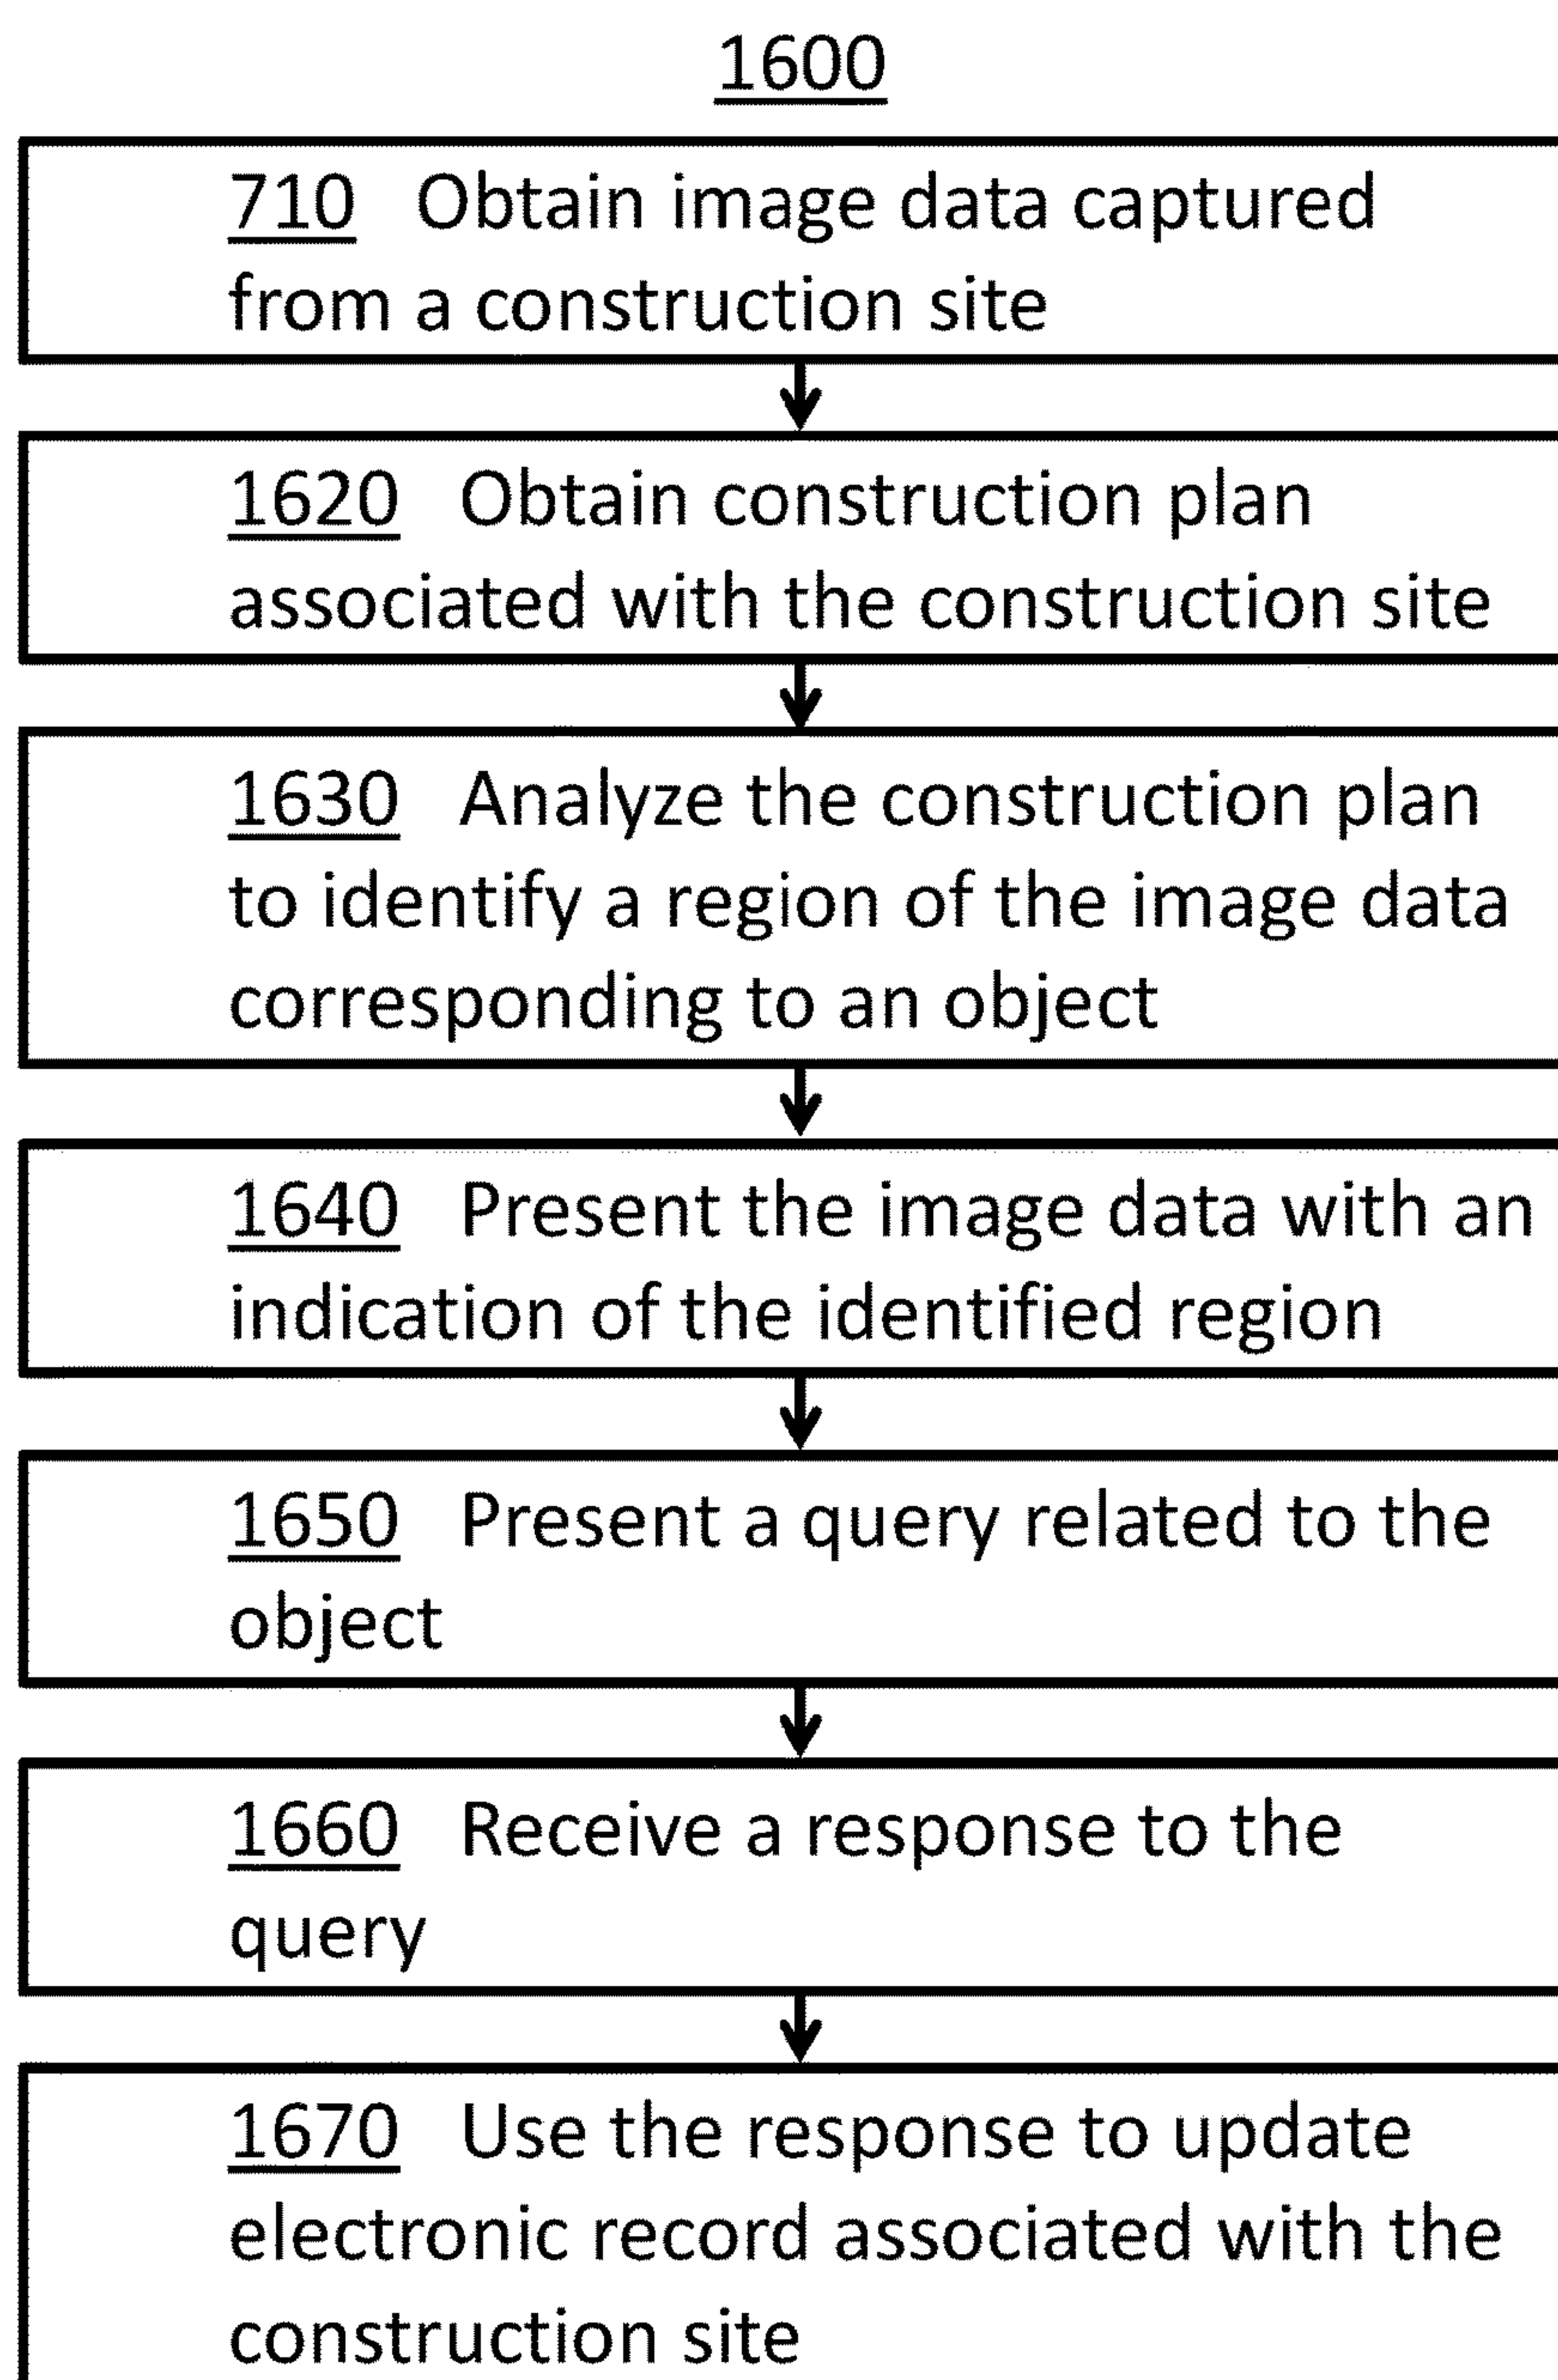 1600
710 Obtain image data captured
from a construction site
1620 Obtain construction plan
associated with the construction site
1630 Analyze the construction plan
to identify a region of the image data
corresponding to an object
1640 Present the image data with an
indication of the identified region
1650 Present a query related to the
object
1660 Receive a response to the
query
1670 Use the response to update
electronic record associated with the
construction site